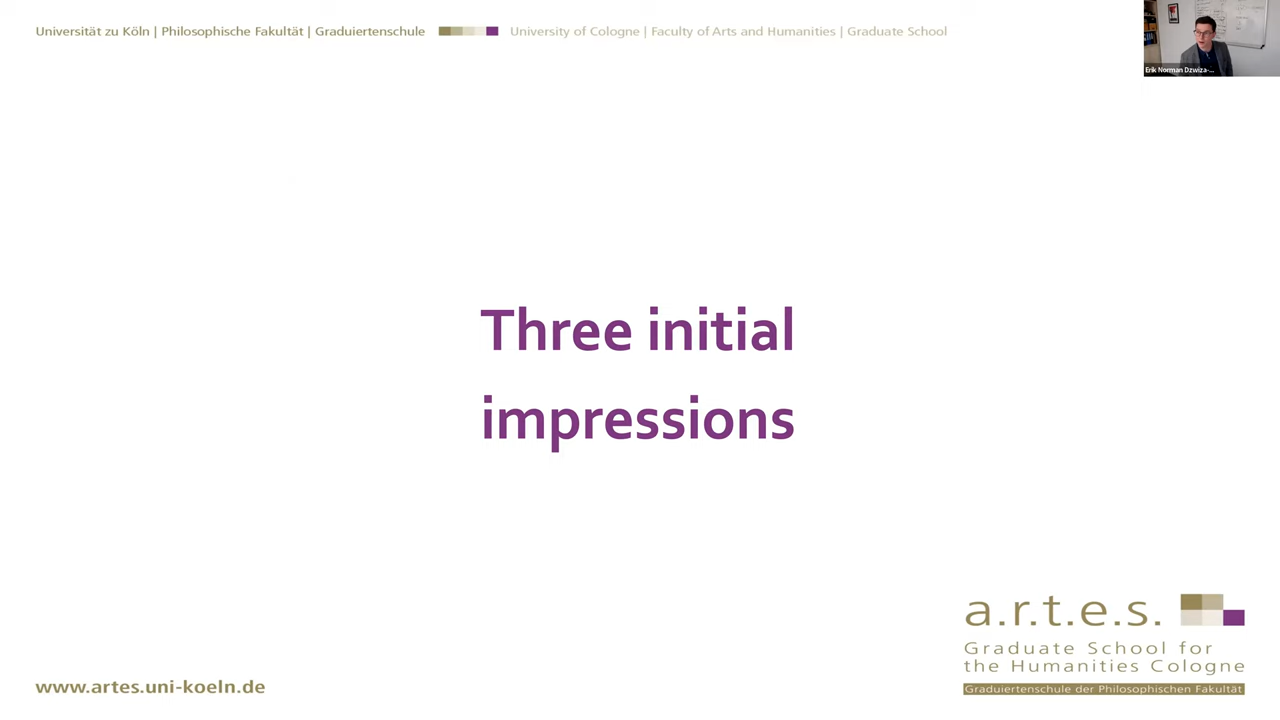 Universität zu Köln | Philosophische Fakultät | Graduiertenschule University of Cologne | Faculty of Arts and Humanities | Graduate School
Erik Norman Dzwiza-...
Three initial
impressions
a.r.t.e.s.
Graduate School for
the Humanities Cologne
Graduiertenschule der Philosophischen Fakultät
www.artes.uni-koeln.de